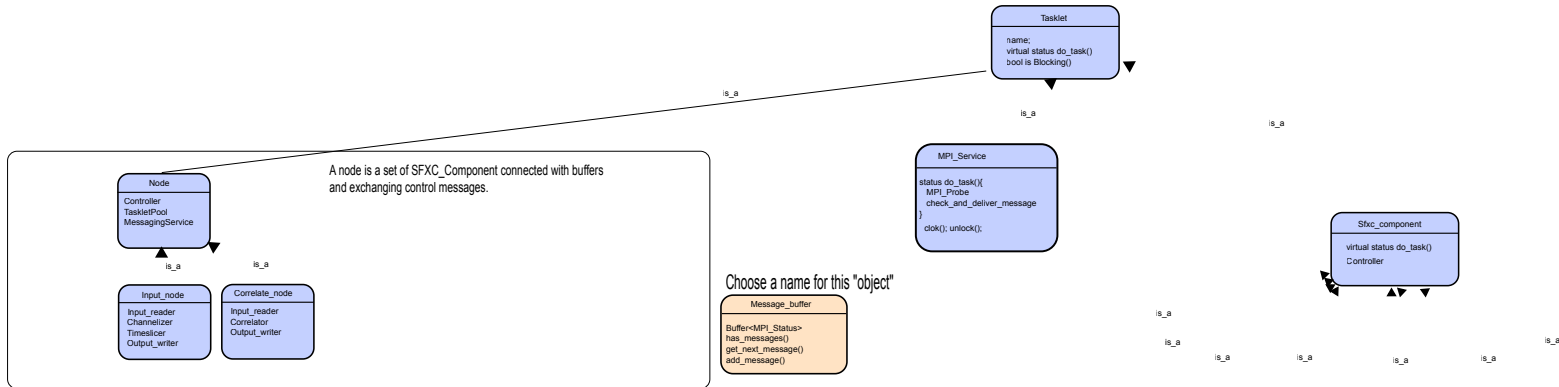 Tasklet
name;
virtual status do_task()
bool is Blocking()
is_a
is_a
is_a
A node is a set of SFXC_Component connected with buffers
and exchanging control messages.
Node
Controller
TaskletPool
MessagingService
is_a
is_a
Input_node
Input_reader
Channelizer
Timeslicer
Output_writer
Correlate_node
Input_reader
Correlator
Output_writer
MPI_Service
status do_task(){
MPI_Probe
check_and_deliver_message
}
clok(); unlock();
Choose a name for this "object"
Message_buffer
Buffer<MPI_Status>
has_messages()
get_next_message()
add_message()
Sfxc_component
virtual status do_task()
Controller
is_a
is_a
is_a
is_a
is_a
is_a
is_a